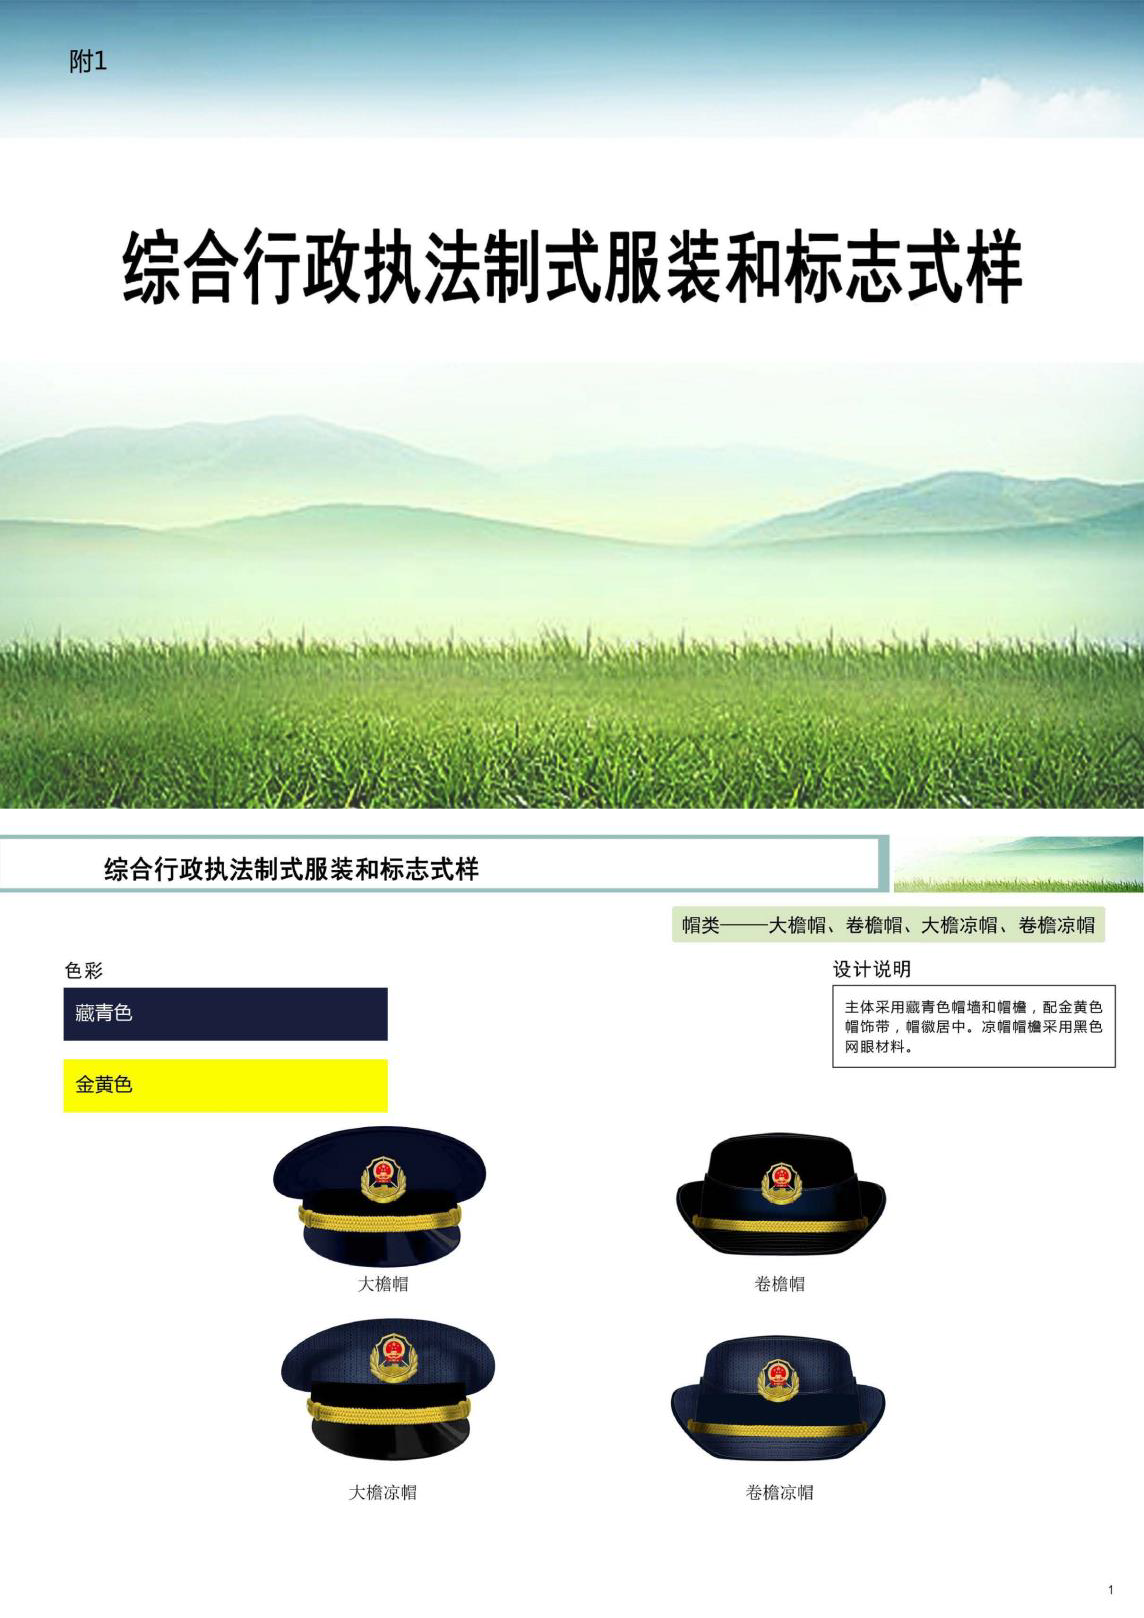 附1
综合行政执法制式服装和标志式样
综合行政执法制式服装和标志式样
帽类——大檐帽、卷檐帽、大檐凉帽、卷檐凉帽
色彩
藏青色
金黄色
设计说明
主体采用藏青色帽墙和帽檐，配金黄色
帽饰带，帽徽居中。凉帽帽檐采用黑色
网眼材料。
大檐帽
卷檐帽
大檐凉帽
卷檐凉帽
1